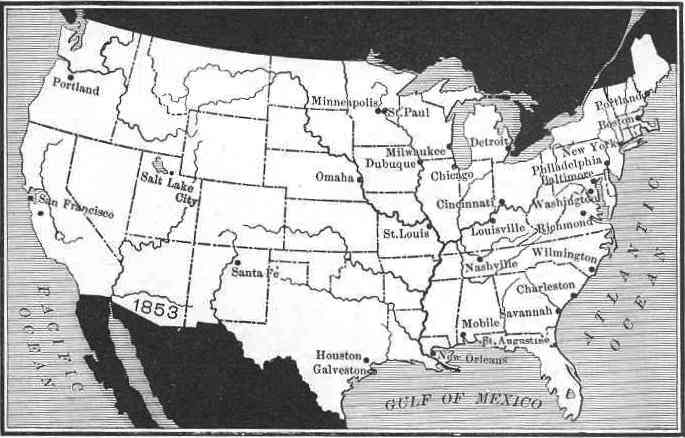 Portland
Minneapolis
St.Paul
Portland
Boston
Milwaukee
Detroit
New York
Dubuque
Philadelphia
Chicago
Baltimore
Omaha
Salt Lake
City
Cincinnati
Washington
San Francisco
St.Louis
Louisville
Richmond
Santa Fé
Nashville
Wilmington
Charleston
1853
Savannah
Mobile
St. Augustine
Houston
New Orleans
Galveston
PACIFIC
OCEAN
ATLANTIC
OCEAN
GULF OF MEXICO